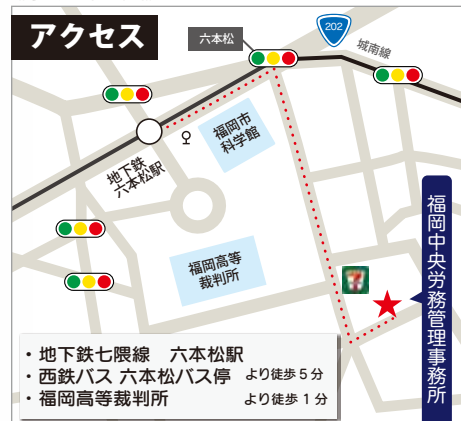 アクセス
六本松
202
城南線
福岡市
科学館
地下鉄
六本松駅
福岡高等
裁判所
7
福岡中央労務管理事務所
・地下鉄七隈線　六本松駅
・西鉄バス 六本松バス停　より徒歩5分
・福岡高等裁判所　より徒歩1分